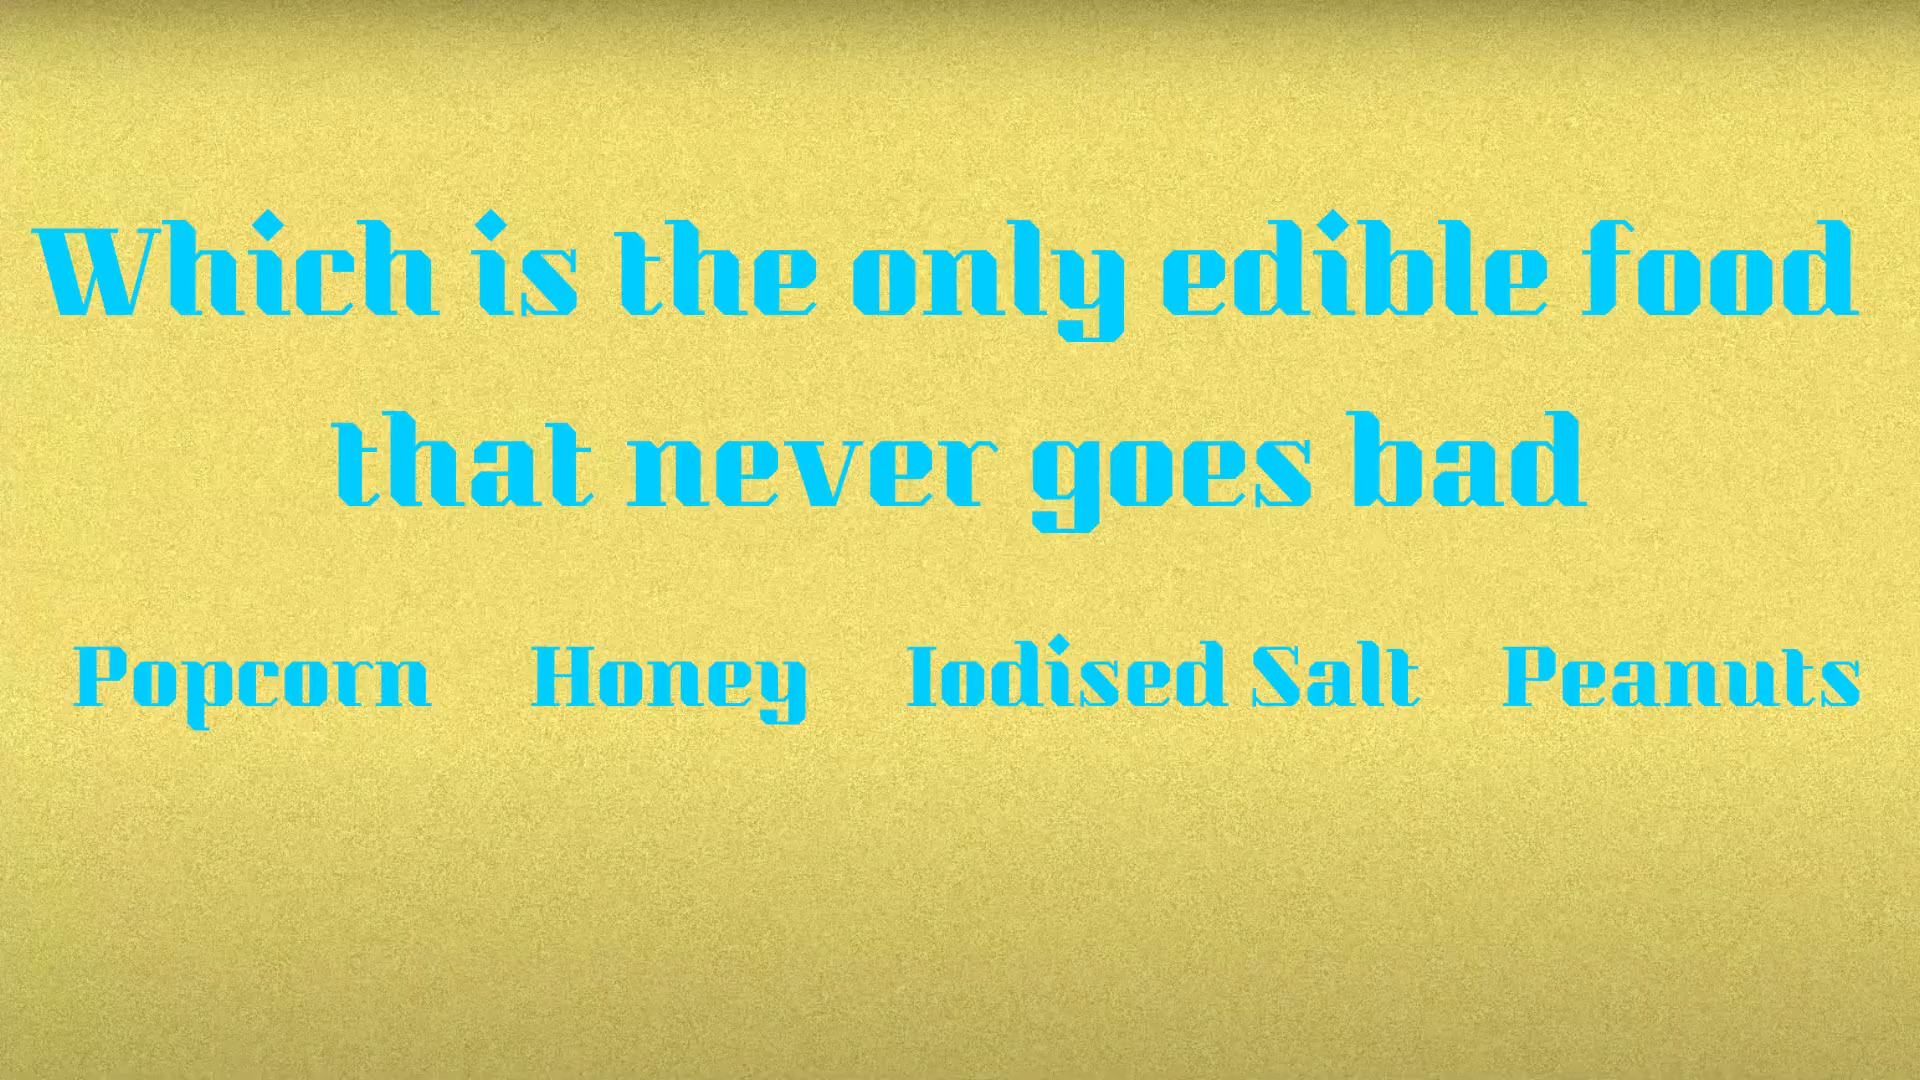 Which is the only edible food
that never goes bad
Popcorn Honey Iodised Salt Peanuts